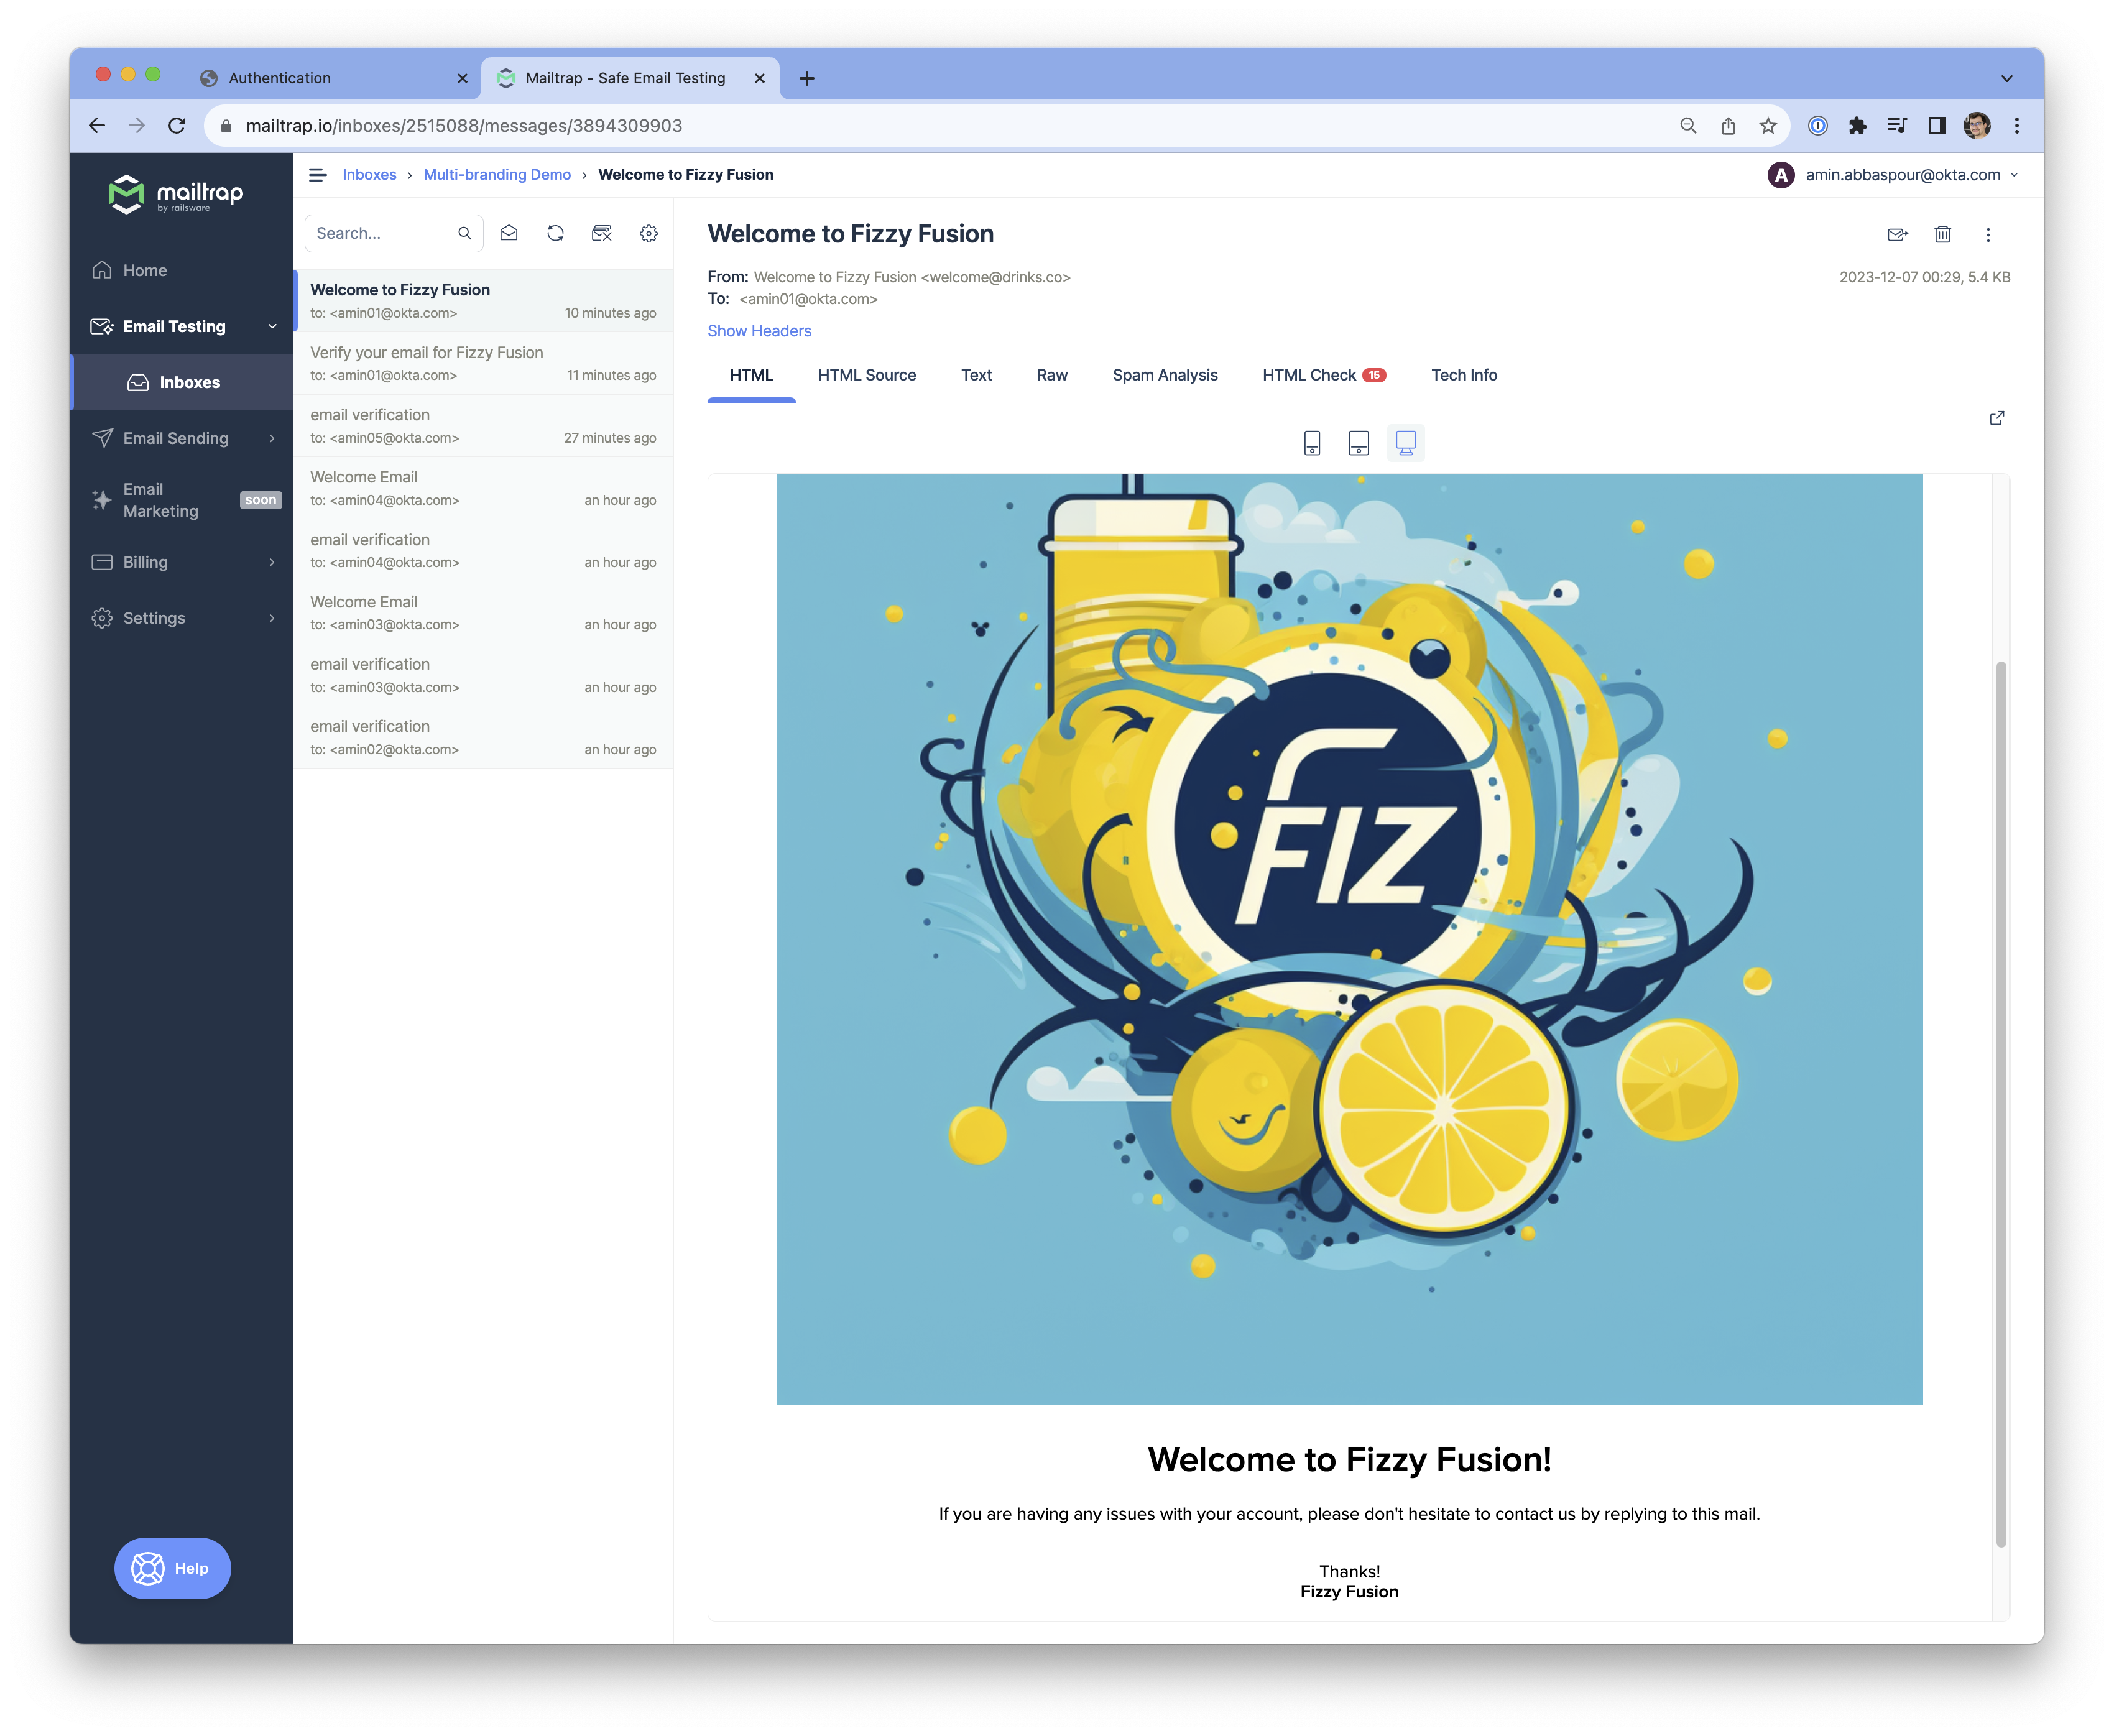 Authentication
Mailtrap - Safe Email Testing
mailtrap.io/inboxes/2515088/messages/3894309903
mailtrap
by railsware
Home
Email Testing
Inboxes
Email Sending
Email Marketing
soon
Billing
Settings
Help
Inboxes › Multi-branding Demo › Welcome to Fizzy Fusion
A amin.abbaspour@okta.com
Search...
Welcome to Fizzy Fusion
to: <amin01@okta.com> 10 minutes ago
Verify your email for Fizzy Fusion
to: <amin01@okta.com> 11 minutes ago
email verification
to: <amin05@okta.com> 27 minutes ago
Welcome Email
to: <amin04@okta.com> an hour ago
email verification
to: <amin04@okta.com> an hour ago
Welcome Email
to: <amin03@okta.com> an hour ago
email verification
to: <amin03@okta.com> an hour ago
email verification
to: <amin02@okta.com> an hour ago
Welcome to Fizzy Fusion
From: Welcome to Fizzy Fusion <welcome@drinks.co>
2023-12-07 00:29, 5.4 KB
To: <amin01@okta.com>
Show Headers
HTML HTML Source Text Raw Spam Analysis HTML Check 15 Tech Info
FIZ
Welcome to Fizzy Fusion!
If you are having any issues with your account, please don't hesitate to contact us by replying to this mail.
Thanks!
Fizzy Fusion